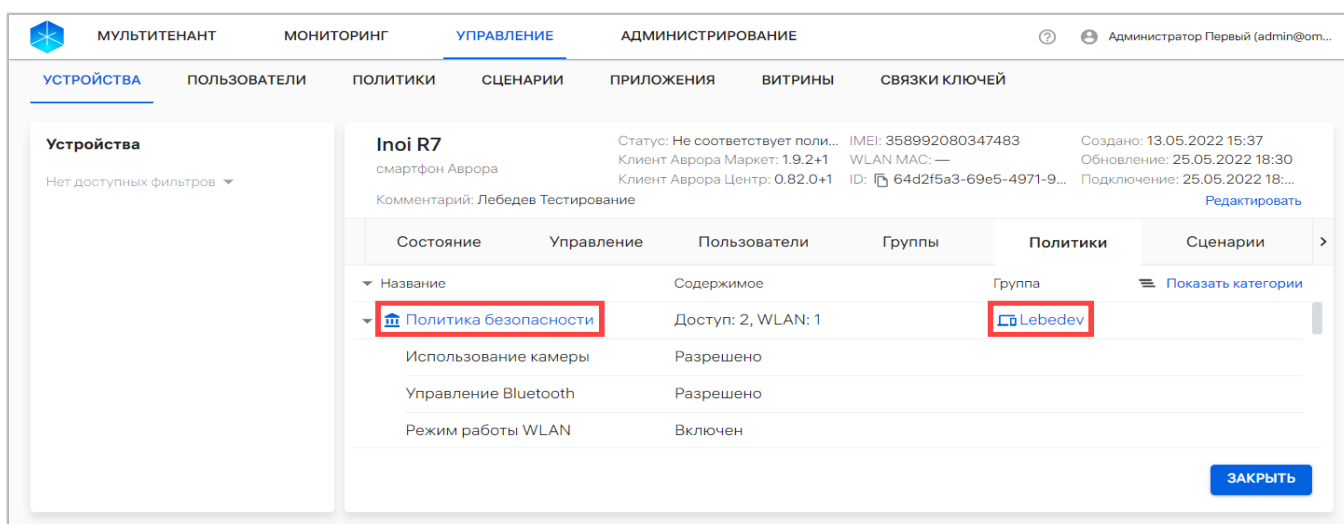 МУЛЬТИТЕНАНТ МОНИТОРИНГ УПРАВЛЕНИЕ АДМИНИСТРИРОВАНИЕ Администратор Первый (admin@om...
УСТРОЙСТВА ПОЛЬЗОВАТЕЛИ ПОЛИТИКИ СЦЕНАРИИ ПРИЛОЖЕНИЯ ВИТРИНЫ СВЯЗКИ КЛЮЧЕЙ
Устройства
Нет доступных фильтров
Inoi R7
смартфон Аврора
Статус: Не соответствует поли... IMEI: 358992080347483 Создано: 13.05.2022 15:37
Клиент Аврора Маркет: 1.9.2+1 WLAN MAC: — Обновление: 25.05.2022 18:30
Клиент Аврора Центр: 0.82.0+1 ID: 64d2f5a3-69e5-4971-9... Подключение: 25.05.2022 18:...
Комментарий: Лебедев Тестирование Редактировать
Состояние Управление Пользователи Группы Политики Сценарии
Название Содержимое Группа Показать категории
Политика безопасности Доступ: 2, WLAN: 1 Lebedev
Использование камеры Разрешено
Управление Bluetooth Разрешено
Режим работы WLAN Включен
ЗАКРЫТЬ